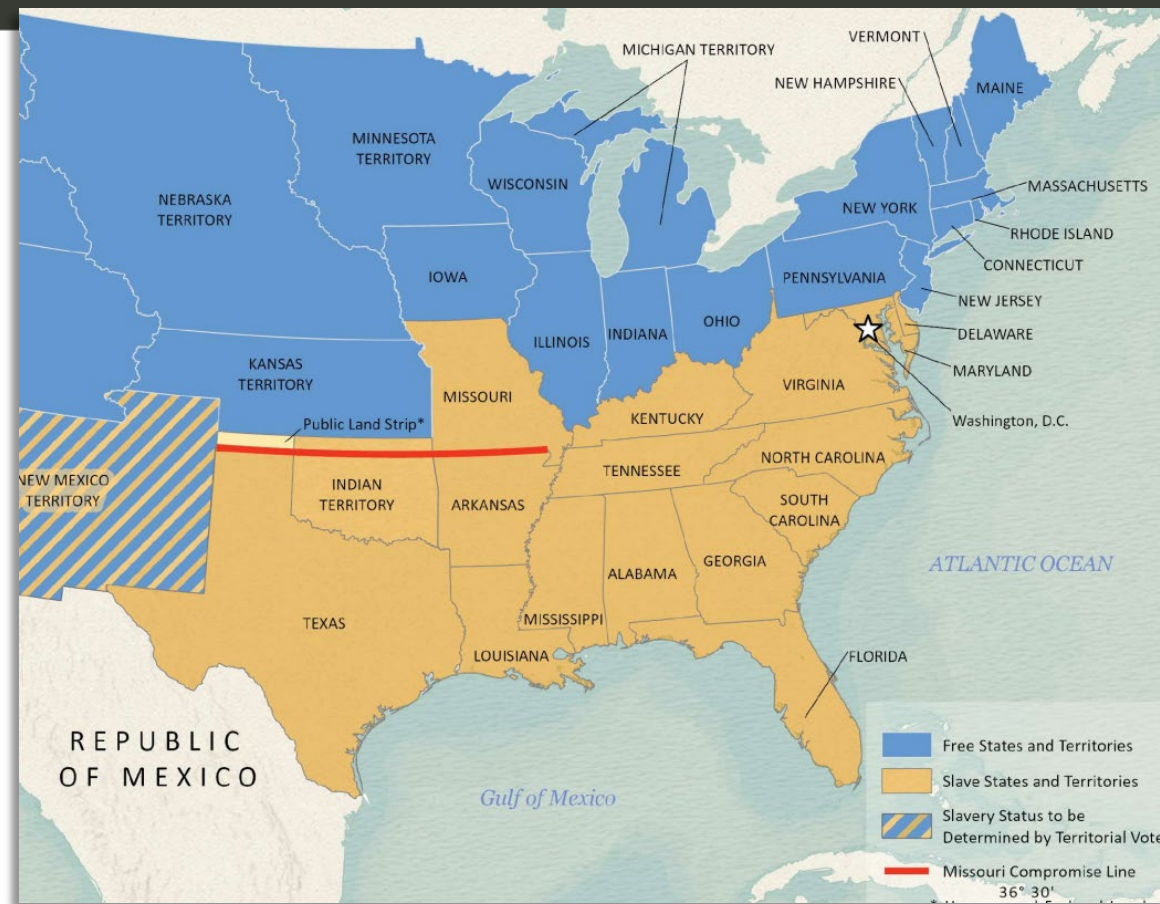 MICHIGAN TERRITORY
VERMONT
NEW HAMPSHIRE
MAINE
MINNESOTA
TERRITORY
WISCONSIN
NEBRASKA
TERRITORY
MASSACHUSETTS
NEW YORK
RHODE ISLAND
CONNECTICUT
IOWA
PENNSYLVANIA
NEW JERSEY
ILLINOIS
INDIANA
OHIO
DELAWARE
KANSAS
TERRITORY
MARYLAND
MISSOURI
VIRGINIA
KENTUCKY
Public Land Strip*
Washington, D.C.
NORTH CAROLINA
TENNESSEE
NEW MEXICO
TERRITORY
INDIAN
TERRITORY
ARKANSAS
SOUTH
CAROLINA
ATLANTIC OCEAN
GEORGIA
ALABAMA
TEXAS
MISSISSIPPI
LOUISIANA
FLORIDA
REPUBLIC
OF MEXICO
Gulf of Mexico
Free States and Territories
Slave States and Territories
Slavery Status to be
Determined by Territorial Vote
Missouri Compromise Line
36° 30'